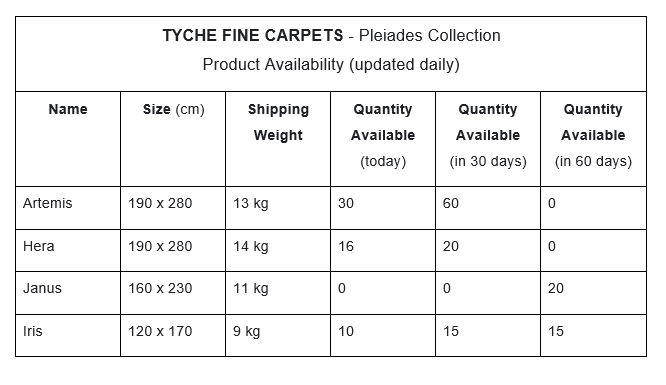 TYCHE FINE CARPETS - Pleiades Collection
Product Availability (updated daily)
Name Size (cm) Shipping Weight Quantity Available (today) Quantity Available (in 30 days) Quantity Available (in 60 days)
Artemis 190 x 280 13 kg 30 60 0
Hera 190 x 280 14 kg 16 20 0
Janus 160 x 230 11 kg 0 0 20
Iris 120 x 170 9 kg 10 15 15